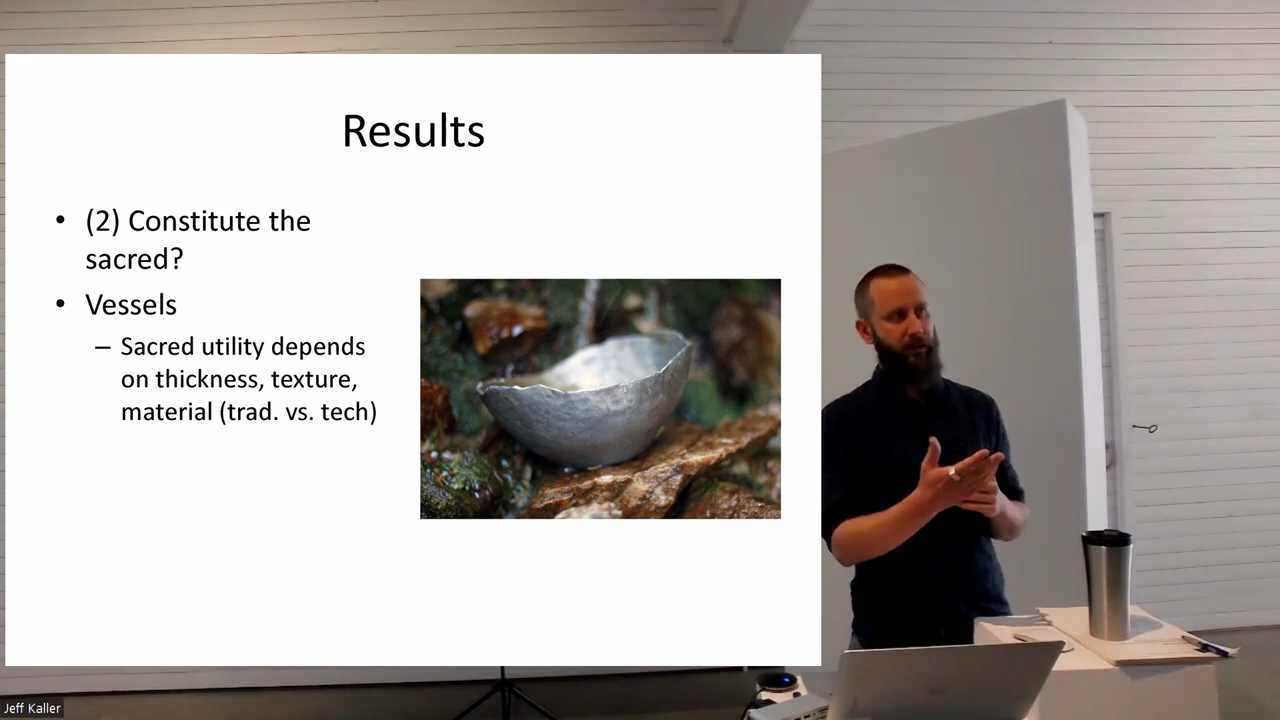 Results
• (2) Constitute the
sacred?
• Vessels
– Sacred utility depends
on thickness, texture,
material (trad. vs. tech)
Jeff Kaller